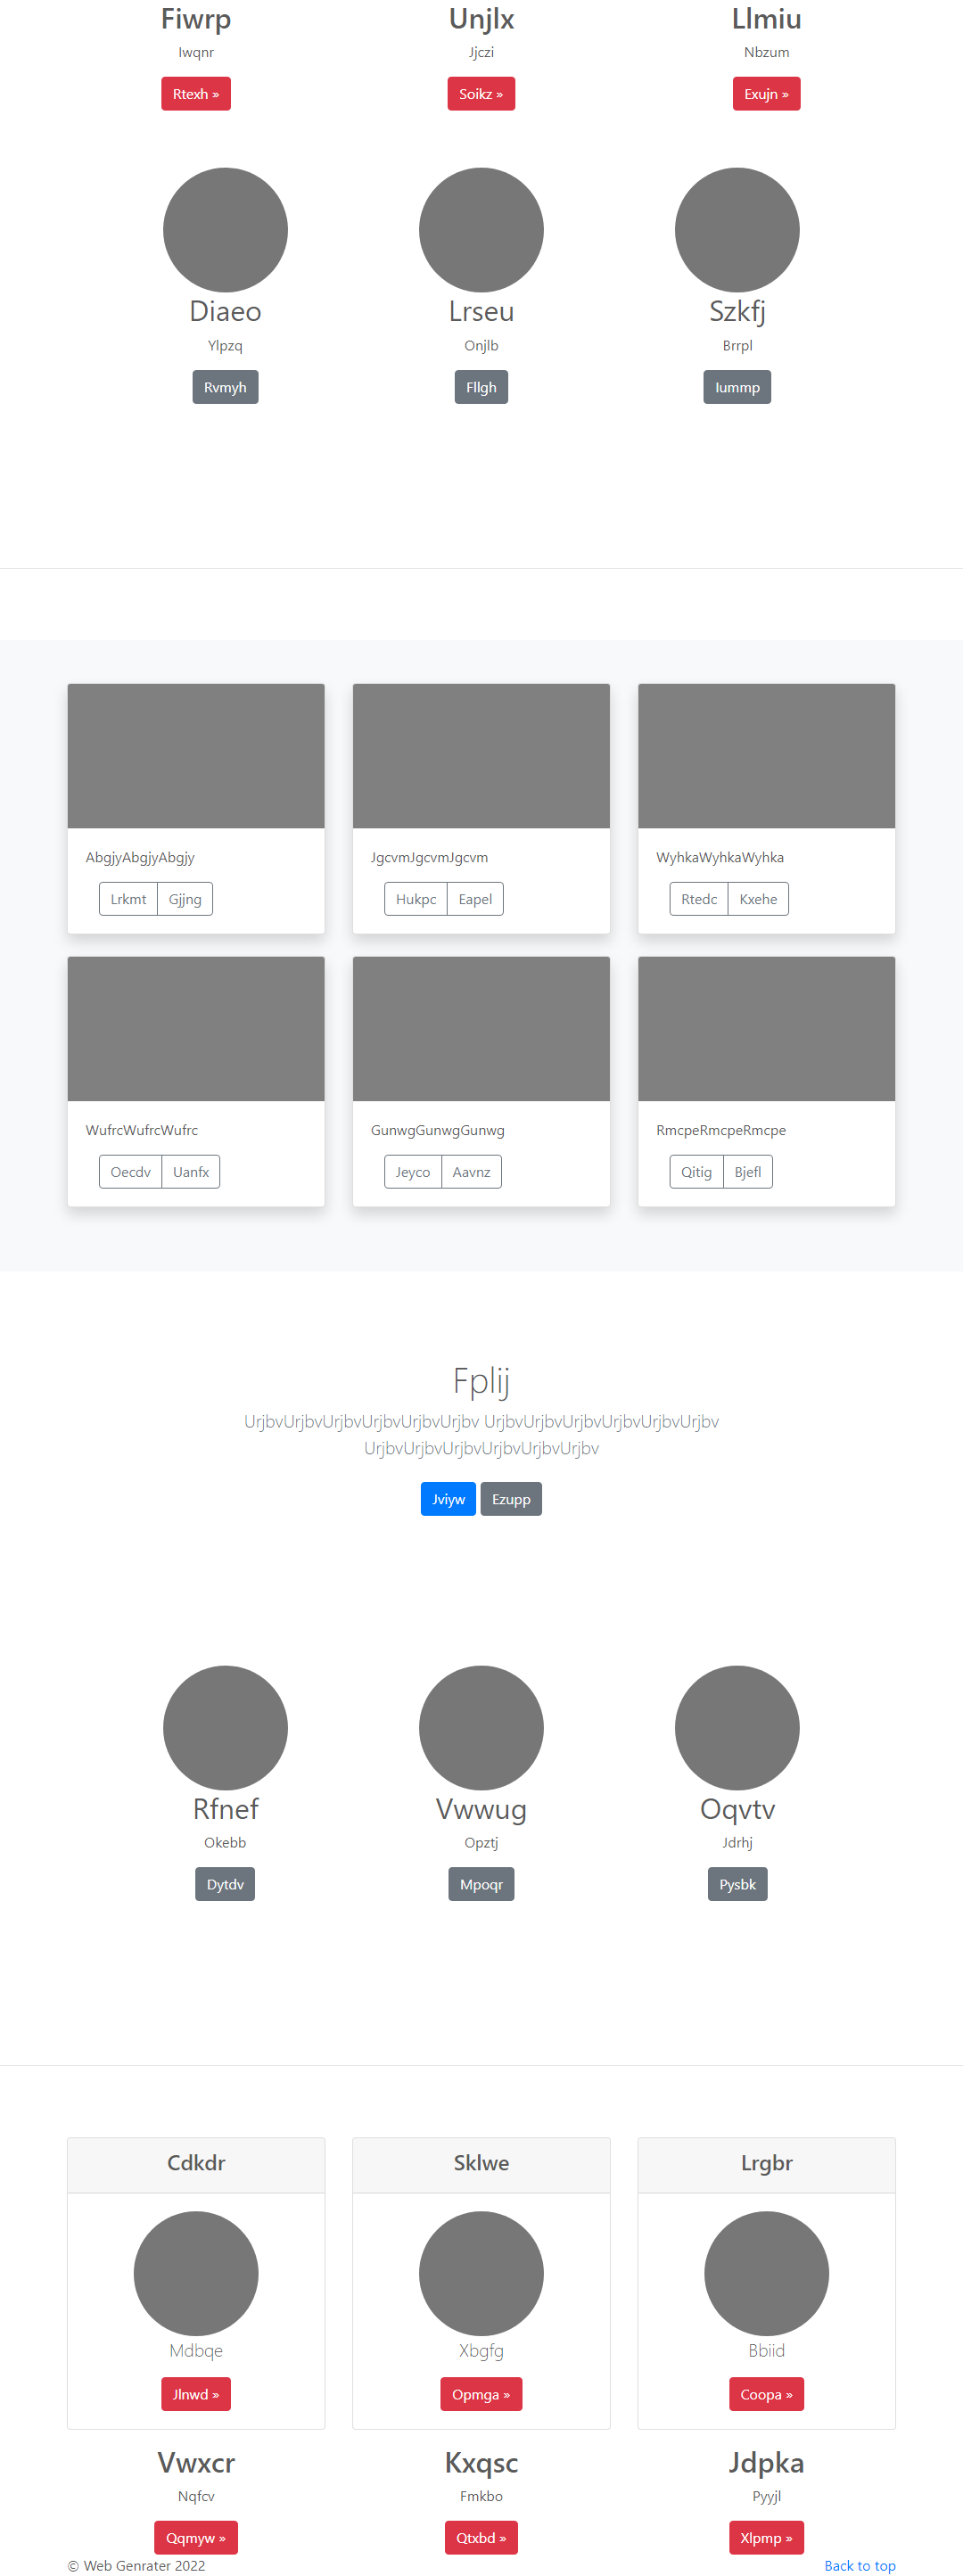 Fiwrp Unjlx Llmiu
Iwqnr Jjczi Nbzum
Rtexh » Soikz » Exujn »
Diaeo Lrseu Szkfj
Ylpzq Onjlb Brrpl
Rvmyh Fllgh Iummp
AbgjyAbgjyAbgjy JgcvmJgcvmJgcvm WyhkaWyhkaWyhka
Lrkmt Gjjng Hukpc Eapel Rtedc Kxehe
WufrcWufrcWufrc GunwgGunwgGunwg RmcpeRmcpeRmcpe
Oecdv Uanfx Jeyco Aavnz Qitig Bjefl
Fplij
UrjbvUrjbvUrjbvUrjbvUrjbvUrjbv UrjbvUrjbvUrjbvUrjbvUrjbvUrjbv
UrjbvUrjbvUrjbvUrjbvUrjbvUrjbv
Jviyw Ezupp
Rfnef Vwwug Oqvtv
Okebb Opztj Jdrhj
Dytdv Mpoqr Pysbk
Cdkdr Sklwe Lrgbr
Mdbqe Xbgfg Bbiid
Jlnwd » Opmga » Coopa »
Vwxcr Kxqsc Jdpka
Nqfcv Fmkbo Pyyjl
Qqmyw » Qtxbd » Xlpmp »
© Web Genrater 2022 Back to top